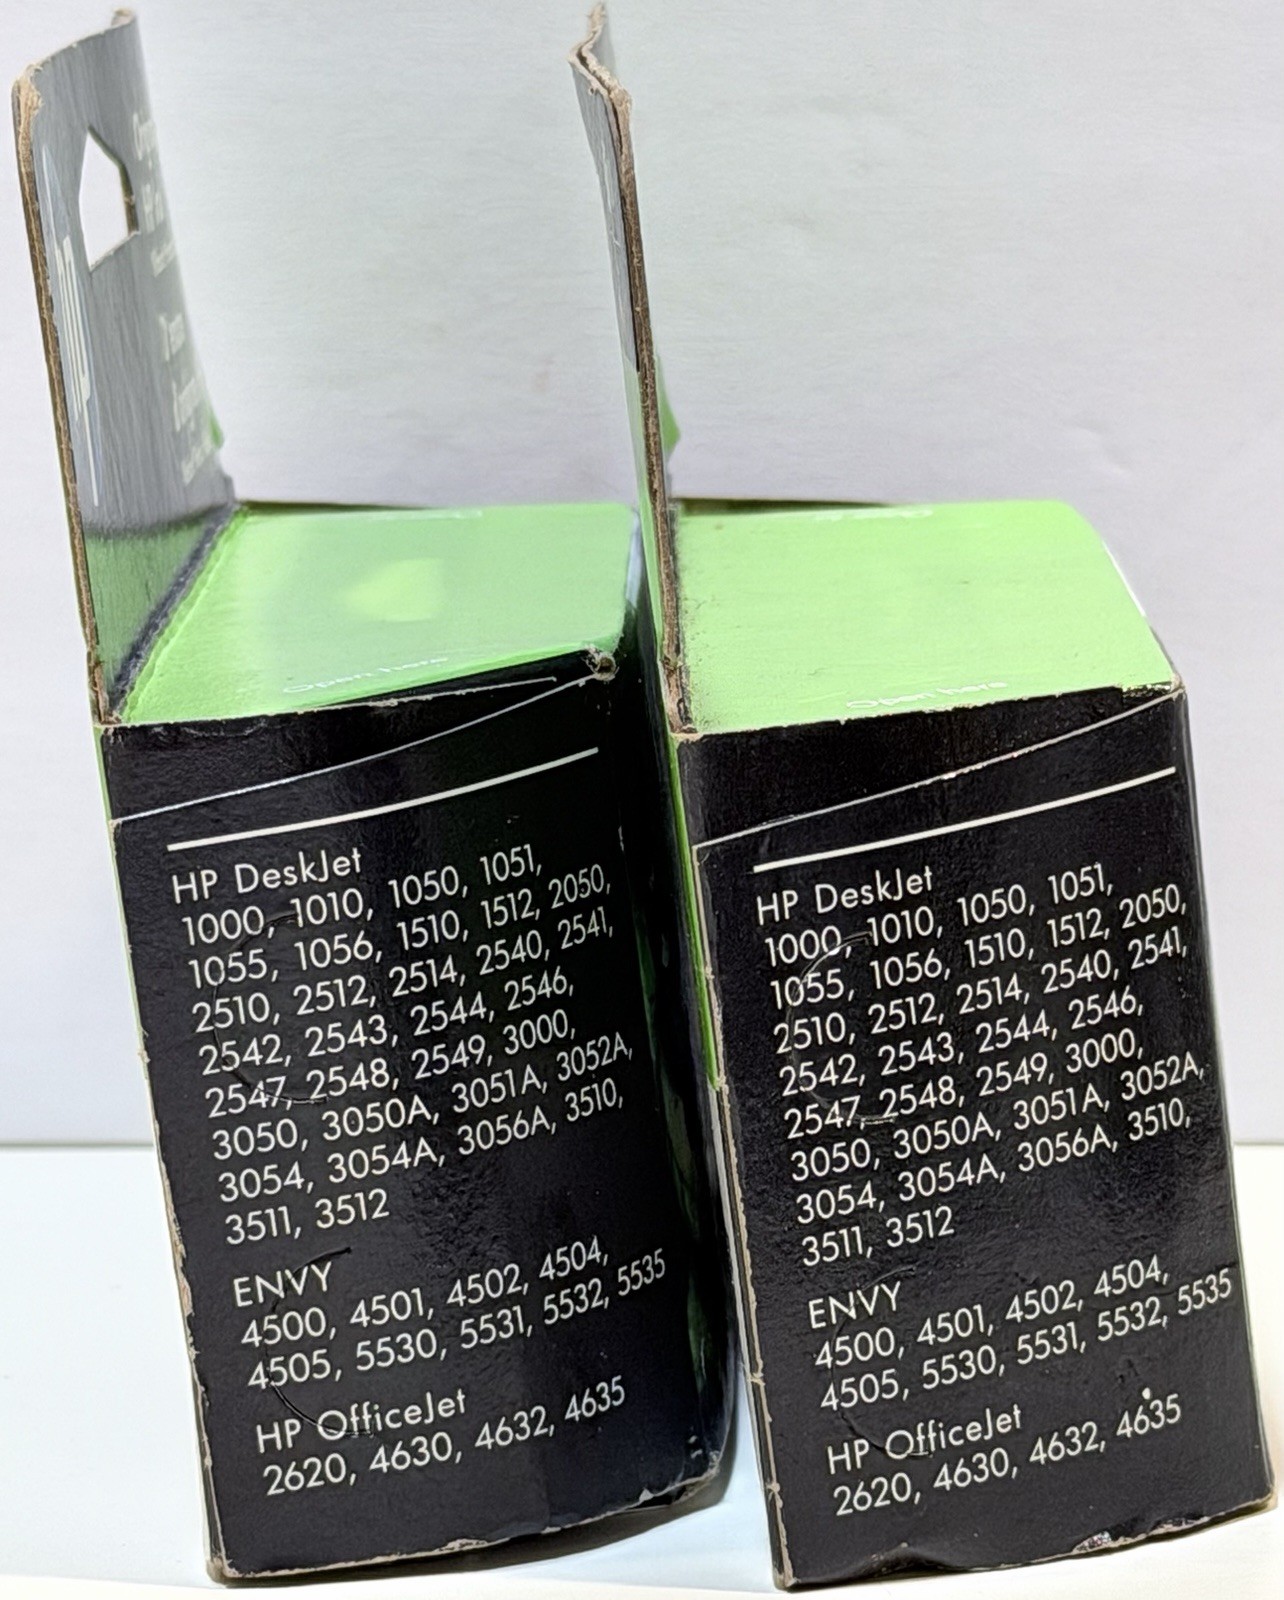 hp
Open here
HP DeskJet
1000, 1010, 1050, 1051,
1055, 1056, 1510, 1512, 2050,
2510, 2512, 2514, 2540, 2541,
2542, 2543, 2544, 2546,
2547, 2548, 2549, 3000,
3050, 3050A, 3051A, 3052A,
3054, 3054A, 3056A, 3510,
3511, 3512
ENVY
4500, 4501, 4502, 4504,
4505, 5530, 5531, 5532, 5535
HP OfficeJet
2620, 4630, 4632, 4635
Open here
HP DeskJet
1000, 1010, 1050, 1051,
1055, 1056, 1510, 1512, 2050,
2510, 2512, 2514, 2540, 2541,
2542, 2543, 2544, 2546,
2547, 2548, 2549, 3000,
3050, 3050A, 3051A, 3052A,
3054, 3054A, 3056A, 3510,
3511, 3512
ENVY
4500, 4501, 4502, 4504,
4505, 5530, 5531, 5532, 5535
HP OfficeJet
2620, 4630, 4632, 4635